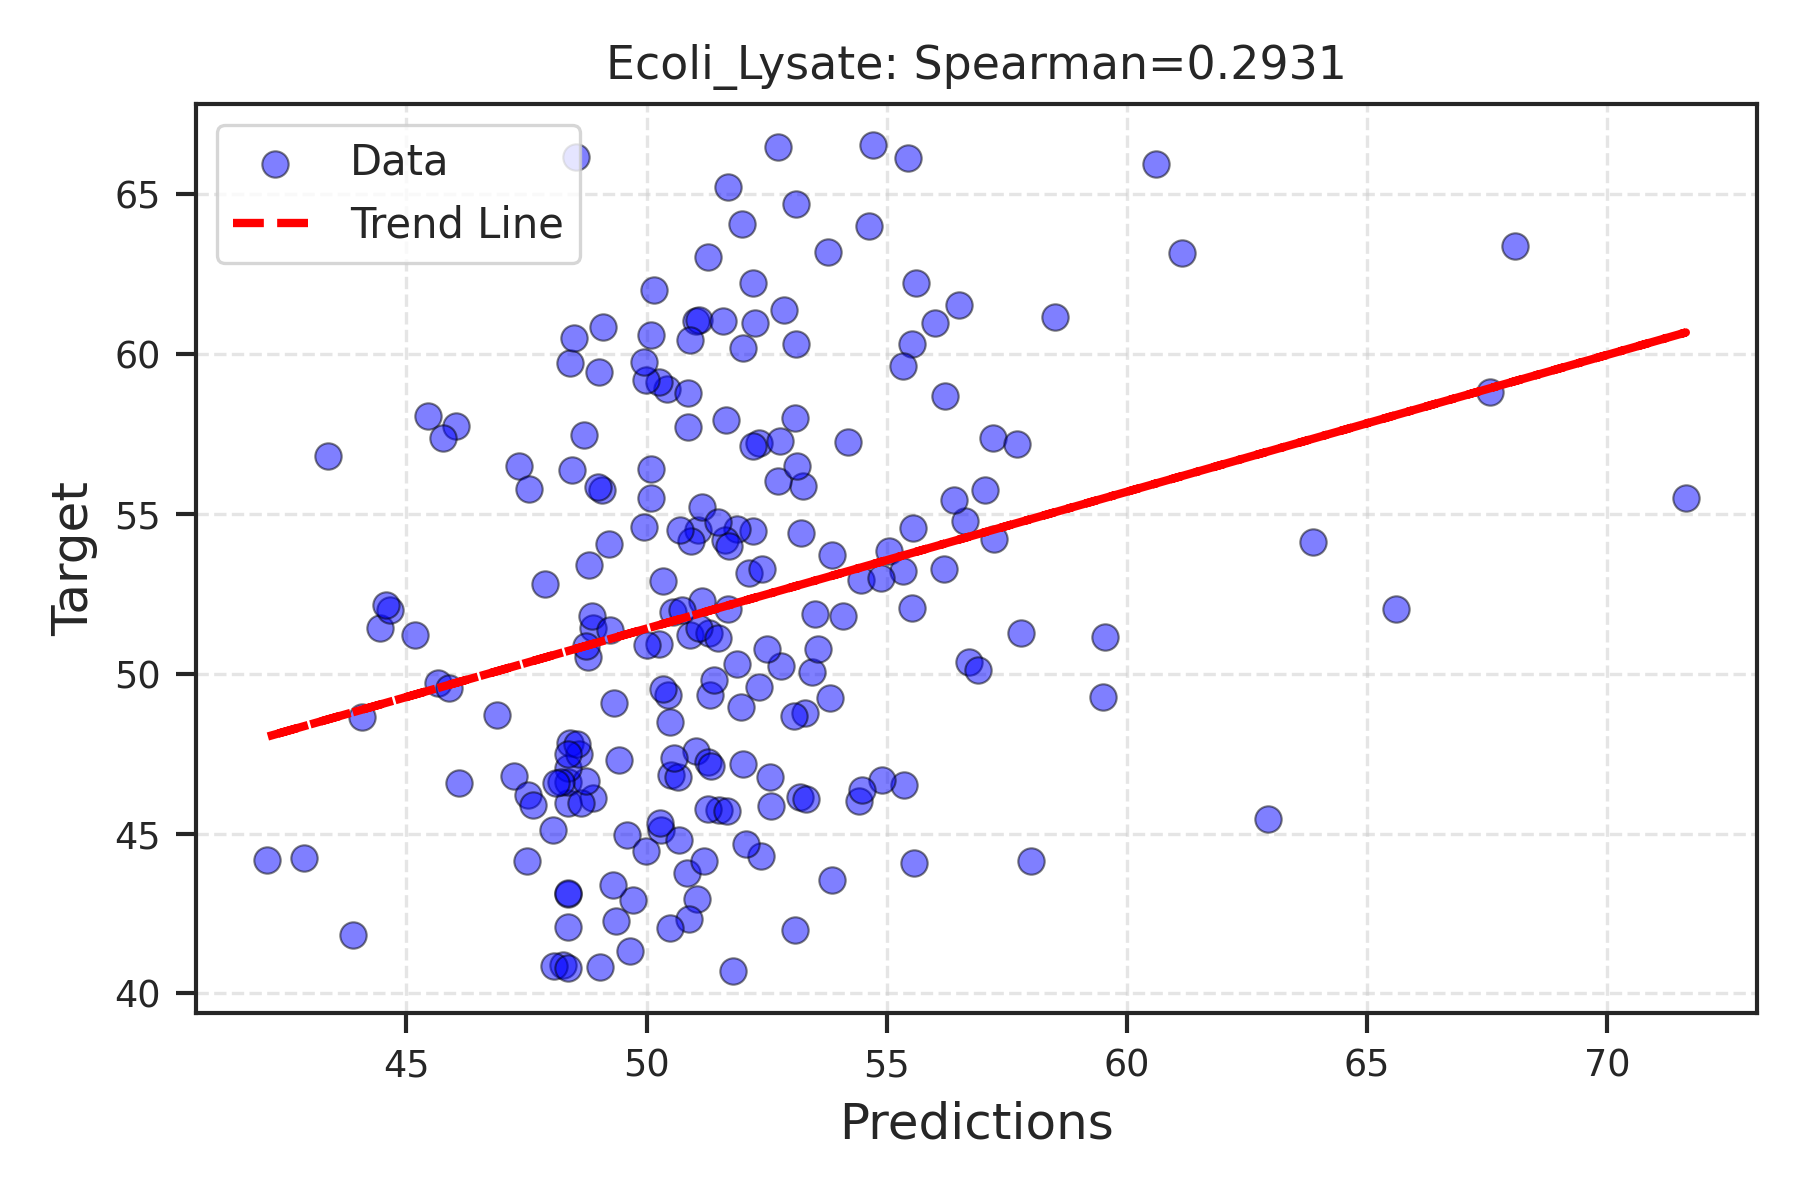 Ecoli_Lysate: Spearman=0.2931
Data
Trend Line
65
60
55
50
45
40
Target
45 50 55 60 65 70
Predictions